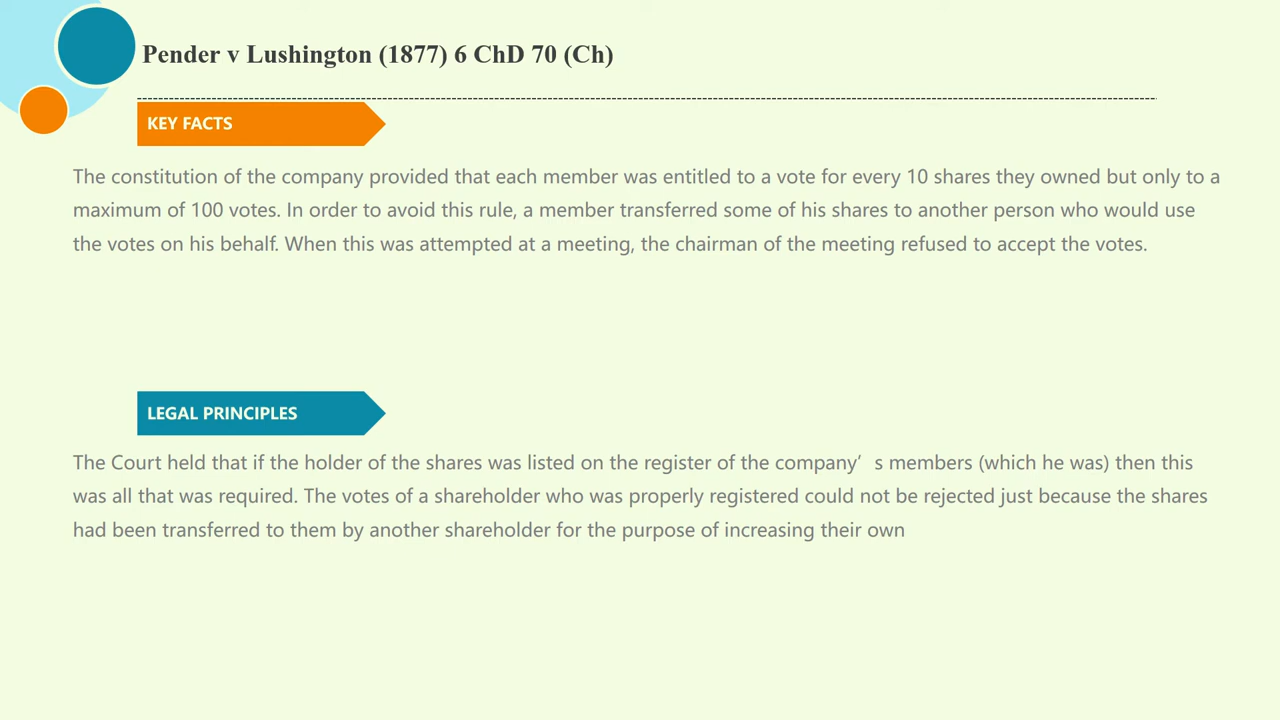 Pender v Lushington (1877) 6 ChD 70 (Ch)
KEY FACTS
The constitution of the company provided that each member was entitled to a vote for every 10 shares they owned but only to a
maximum of 100 votes. In order to avoid this rule, a member transferred some of his shares to another person who would use
the votes on his behalf. When this was attempted at a meeting, the chairman of the meeting refused to accept the votes.
LEGAL PRINCIPLES
The Court held that if the holder of the shares was listed on the register of the company’s members (which he was) then this
was all that was required. The votes of a shareholder who was properly registered could not be rejected just because the shares
had been transferred to them by another shareholder for the purpose of increasing their own